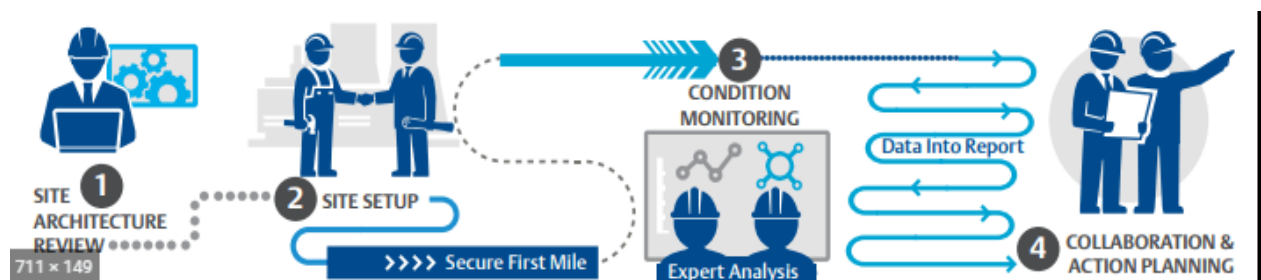 1
SITE
ARCHITECTURE
REVIEW
711 × 149
2 SITE SETUP
>>>> Secure First Mile
3
CONDITION
MONITORING
Expert Analysis
Data Into Report
4 COLLABORATION &
ACTION PLANNING